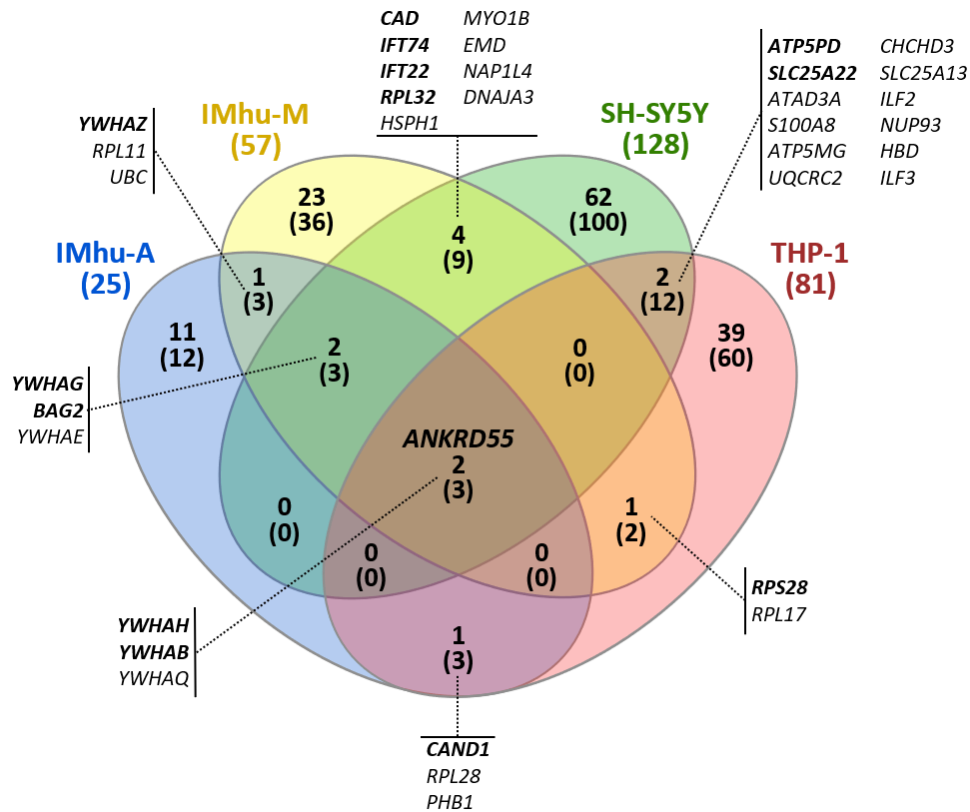 CAD MYO1B
IFT74 EMD
IFT22 NAP1L4
RPL32 DNAJA3
HSPH1
ATP5PD CHCHD3
SLC25A22 SLC25A13
ATAD3A ILF2
S100A8 NUP93
ATP5MG HBD
UQCRC2 ILF3
YWHAZ
RPL11
UBC
IMhu-M
(57)
SH-SY5Y
(128)
IMhu-A
(25)
THP-1
(81)
23
(36)
62
(100)
4
(9)
1
(3)
2
(12)
11
(12)
39
(60)
2
(3)
0
(0)
YWHAG
BAG2
YWHAE
ANKRD55
2
(3)
0
(0)
1
(2)
0
(0)
0
(0)
RPS28
RPL17
YWHAH
YWHAB
YWHAQ
1
(3)
CAND1
RPL28
PHB1